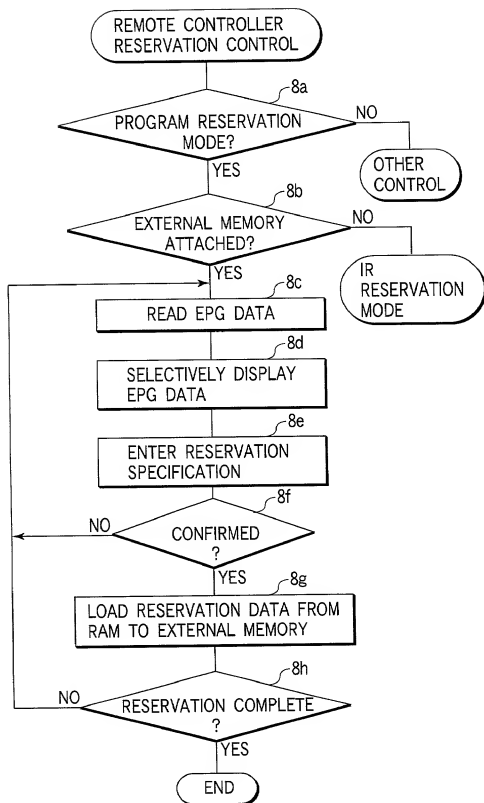 REMOTE CONTROLLER
RESERVATION CONTROL
8a
PROGRAM RESERVATION
MODE?
NO
YES
OTHER
CONTROL
8b
EXTERNAL MEMORY
ATTACHED?
NO
YES
IR
RESERVATION
MODE
8c
READ EPG DATA
8d
SELECTIVELY DISPLAY
EPG DATA
8e
ENTER RESERVATION
SPECIFICATION
8f
NO
CONFIRMED
?
YES
8g
LOAD RESERVATION DATA FROM
RAM TO EXTERNAL MEMORY
8h
NO
RESERVATION COMPLETE
?
YES
END